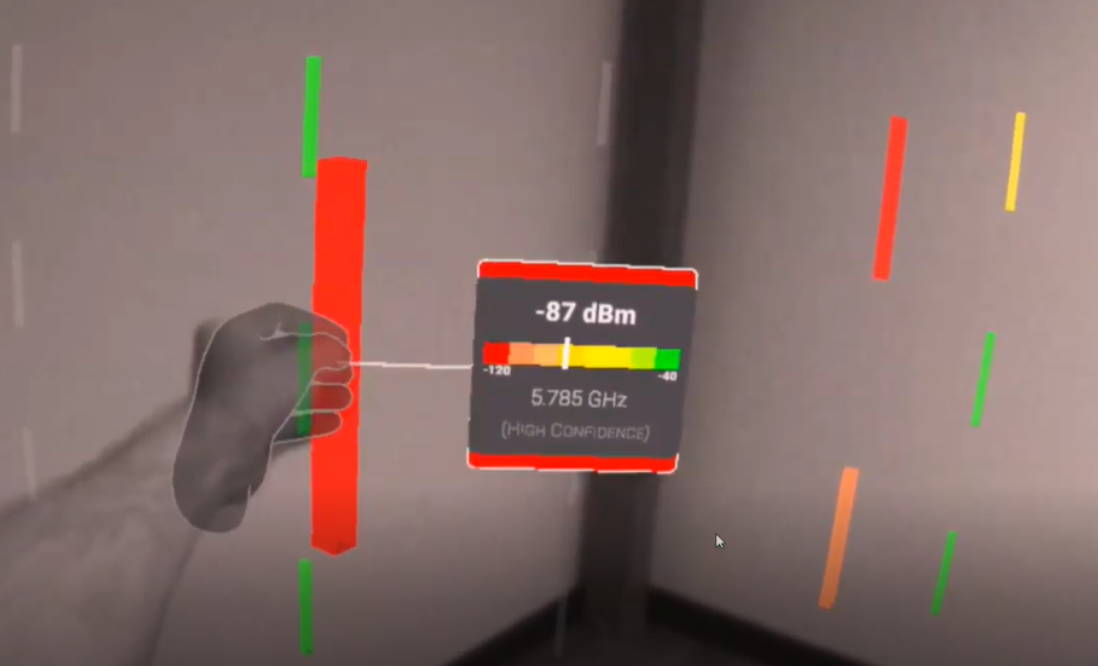 -87 dBm
-120
-40
5.785 GHz
(HIGH CONFIDENCE)